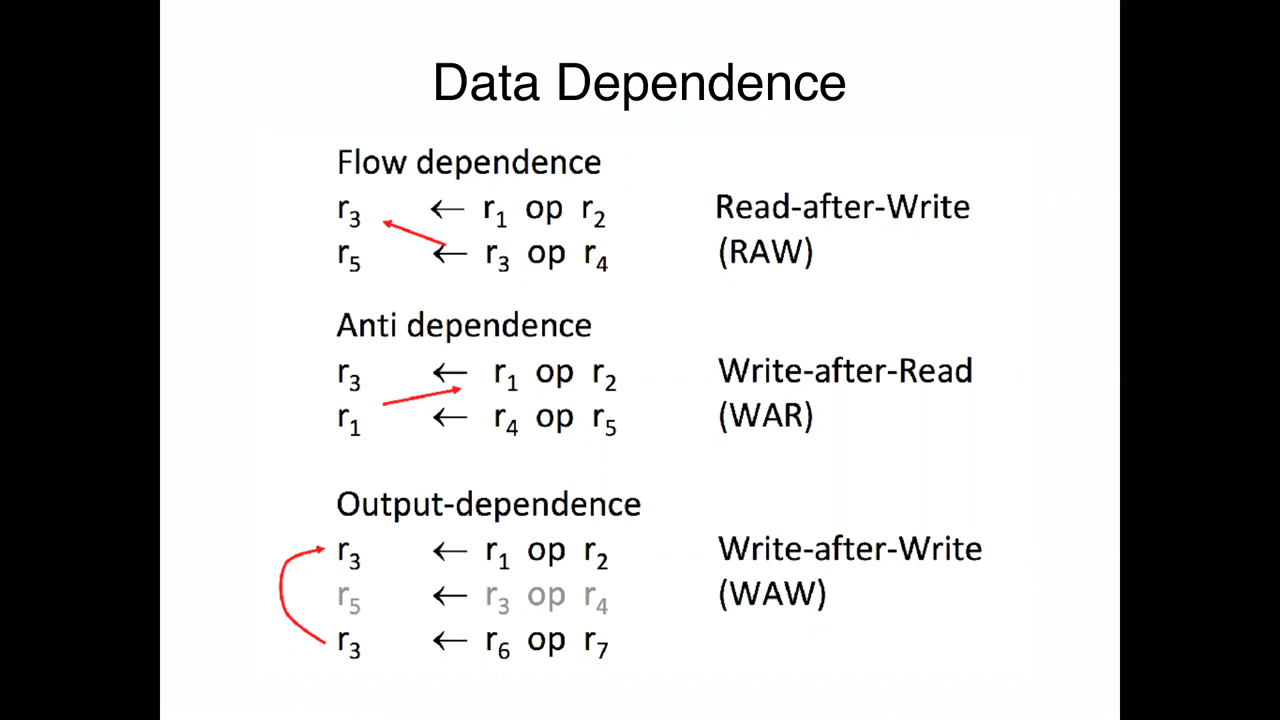 Data Dependence
Flow dependence
r₃ ← r₁ op r₂ Read-after-Write
r₅ ← r₃ op r₄ (RAW)
Anti dependence
r₃ ← r₁ op r₂ Write-after-Read
r₁ ← r₄ op r₅ (WAR)
Output-dependence
r₃ ← r₁ op r₂ Write-after-Write
r₅ ← r₃ op r₄ (WAW)
r₃ ← r₆ op r₇